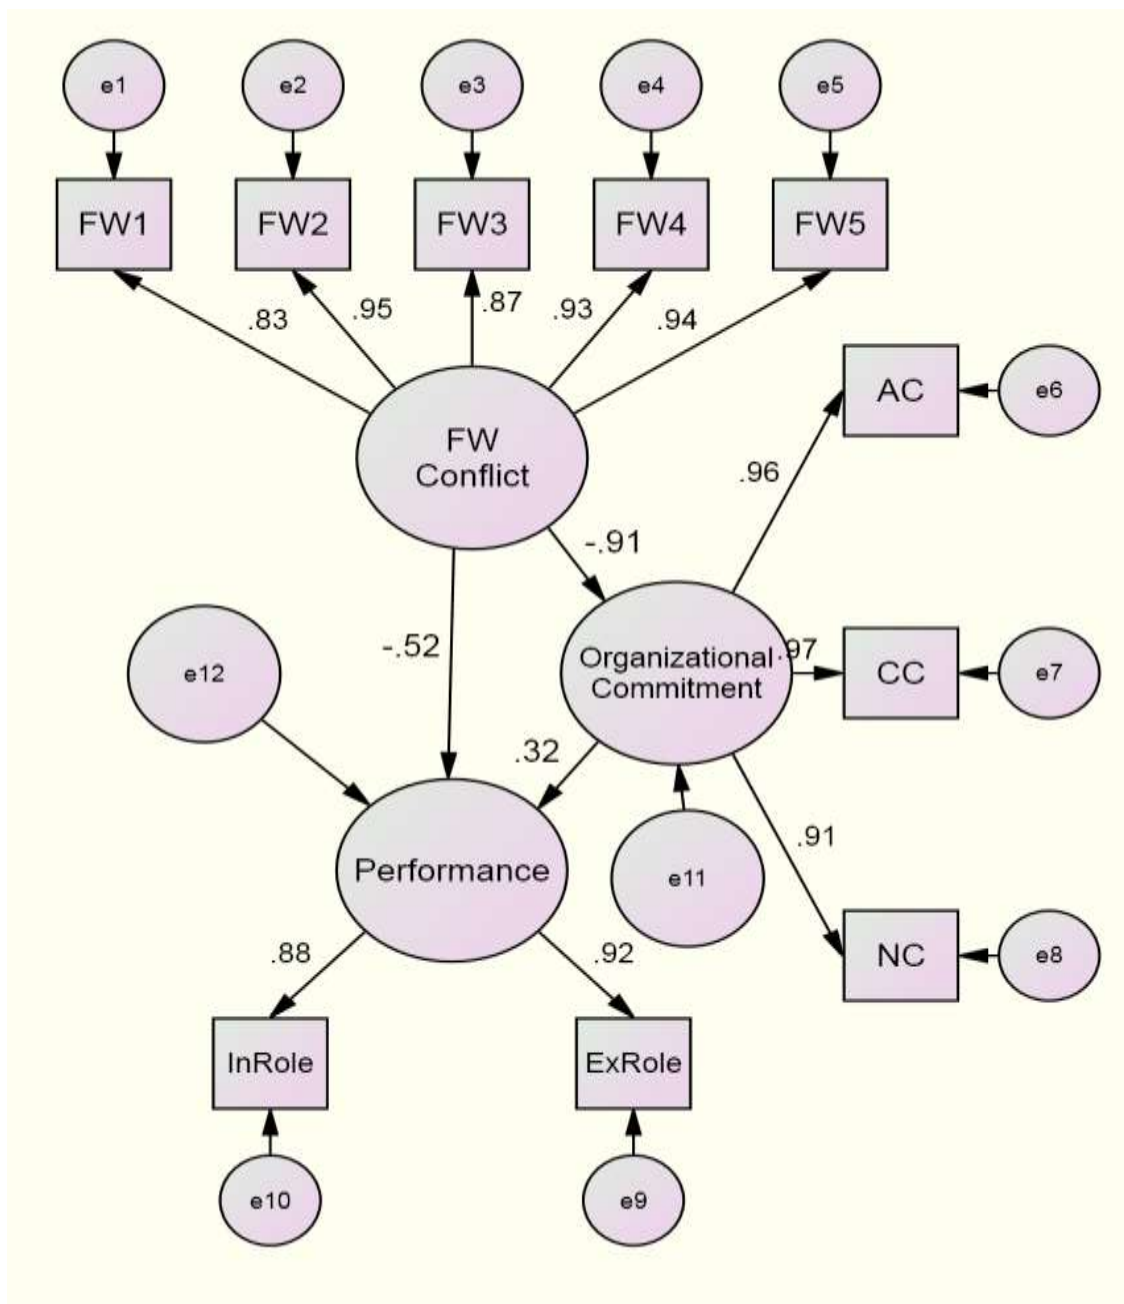 e1
e2
e3
e4
e5
FW1
FW2
FW3
FW4
FW5
.83
.95
.87
.93
.94
AC
e6
FW
Conflict
.96
-.91
-.52
e12
Organizational
Commitment
.97
CC
e7
.32
Performance
e11
.91
.88
.92
NC
e8
InRole
ExRole
e10
e9